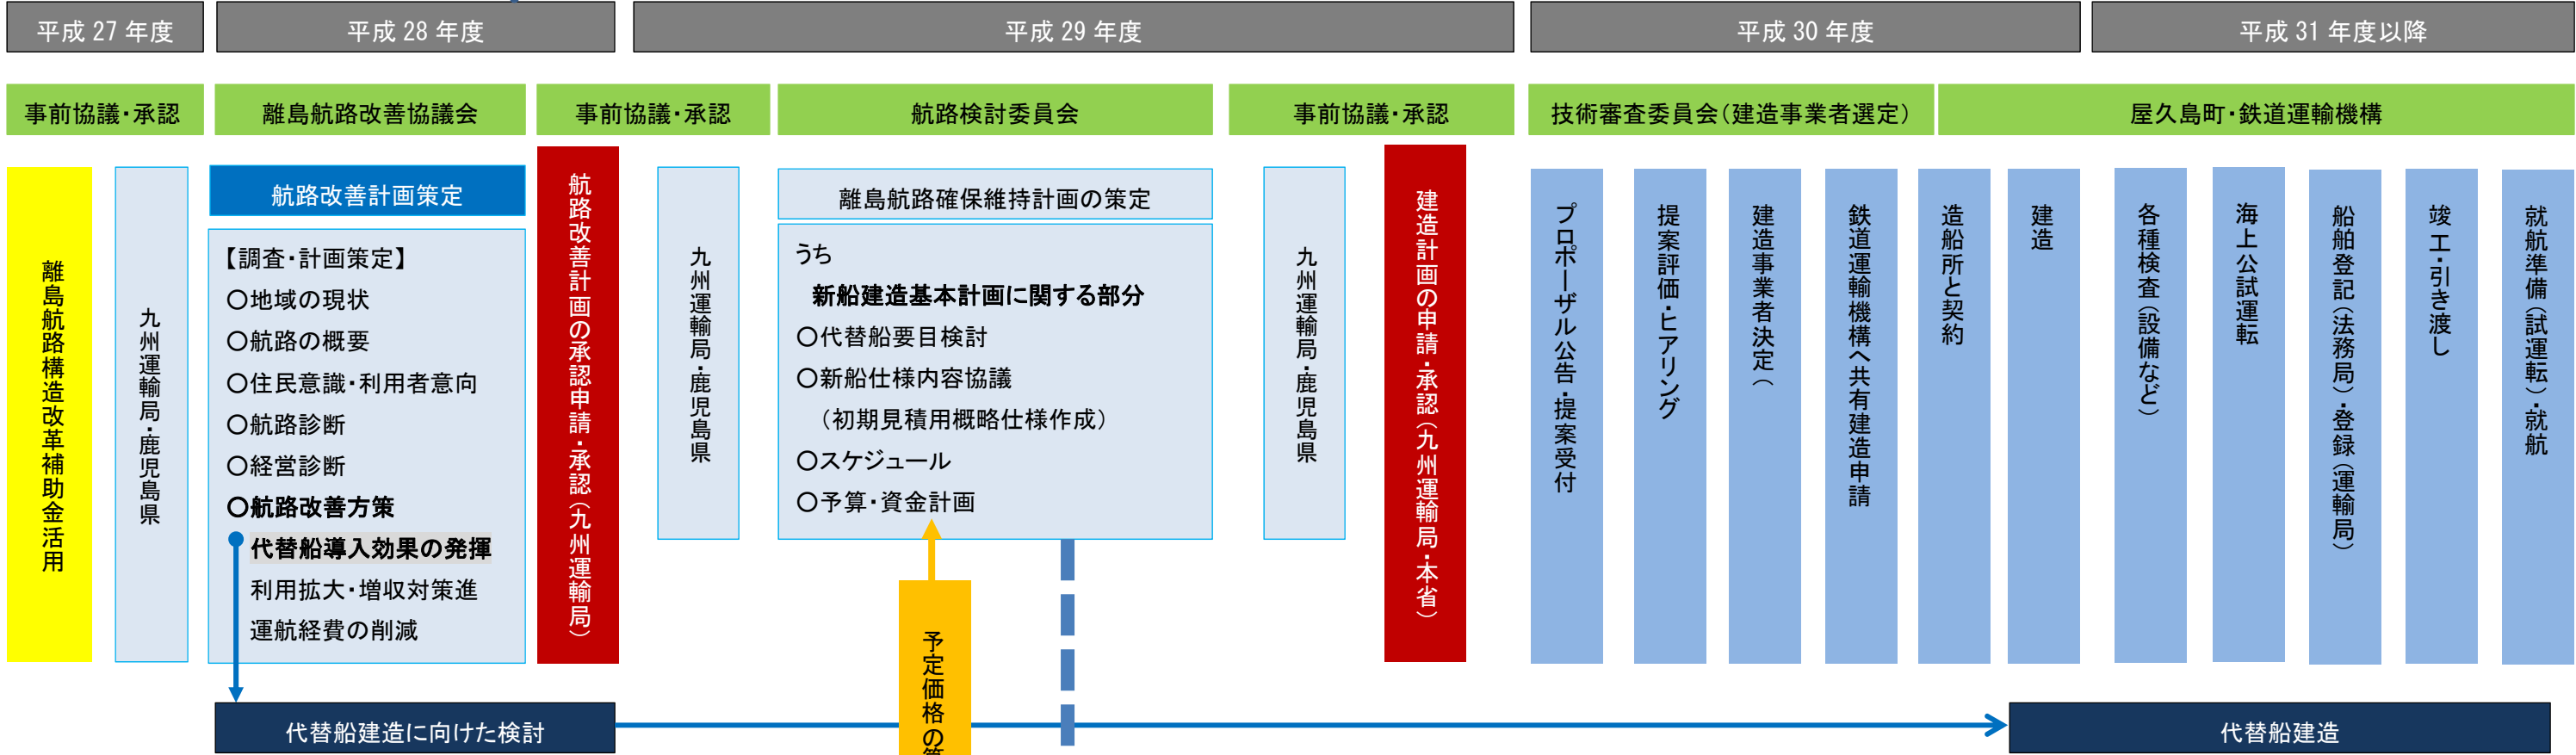 平成 27 年度
平成 28 年度
平成 29 年度
平成 30 年度
平成 31 年度以降
事前協議・承認
離島航路改善協議会
事前協議・承認
航路検討委員会
事前協議・承認
技術審査委員会(建造事業者選定)
屋久島町・鉄道運輸機構
離島航路構造改革補助金活用
九州運輸局・鹿児島県
航路改善計画策定
【調査・計画策定】
〇地域の現状
〇航路の概要
〇住民意識・利用者意向
〇航路診断
〇経営診断
〇航路改善方策
代替船導入効果の発揮
利用拡大・増収対策進
運航経費の削減
航路改善計画の承認申請・承認(九州運輸局)
九州運輸局・鹿児島県
離島航路確保維持計画の策定
うち
新船建造基本計画に関する部分
〇代替船要目検討
〇新船仕様内容協議
(初期見積用概略仕様作成)
〇スケジュール
〇予算・資金計画
予定価格の
九州運輸局・鹿児島県
建造計画の申請・承認(九州運輸局・本省)
プロポーザル公告・提案受付
提案評価・ヒアリング
建造事業者決定(
鉄道運輸機構へ共有建造申請
造船所と契約
建造
各種検査(設備など)
海上公試運転
船舶登記(法務局)・登録(運輸局)
竣工・引き渡し
就航準備(試運転)・就航
代替船建造に向けた検討
代替船建造